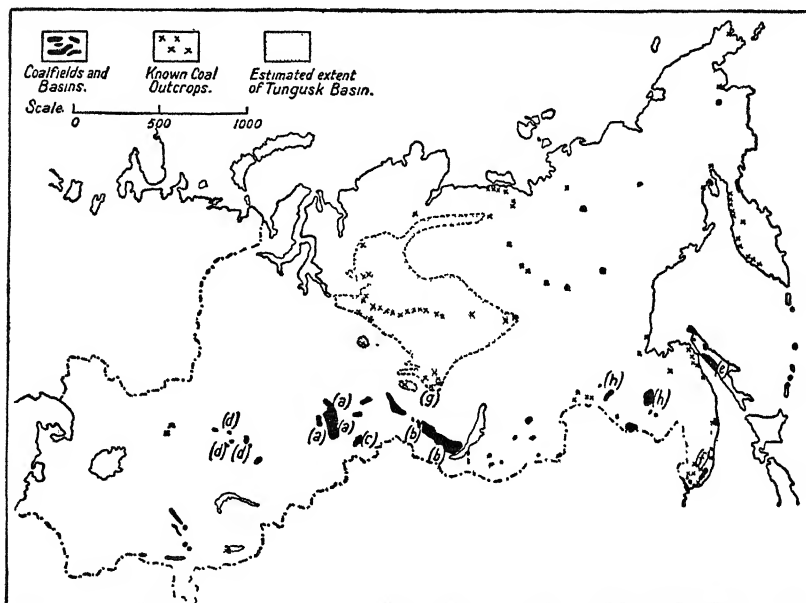 Coalfields and
Basins.
Known Coal
Outcrops.
Estimated extent
of Tungusk Basin.
Scale.
0 500 1000
(g)
(h)
(h)
(e)
(a)
(d)
(a)
(a)
(c)
(b)
(d)
(d)
(b)
(f)